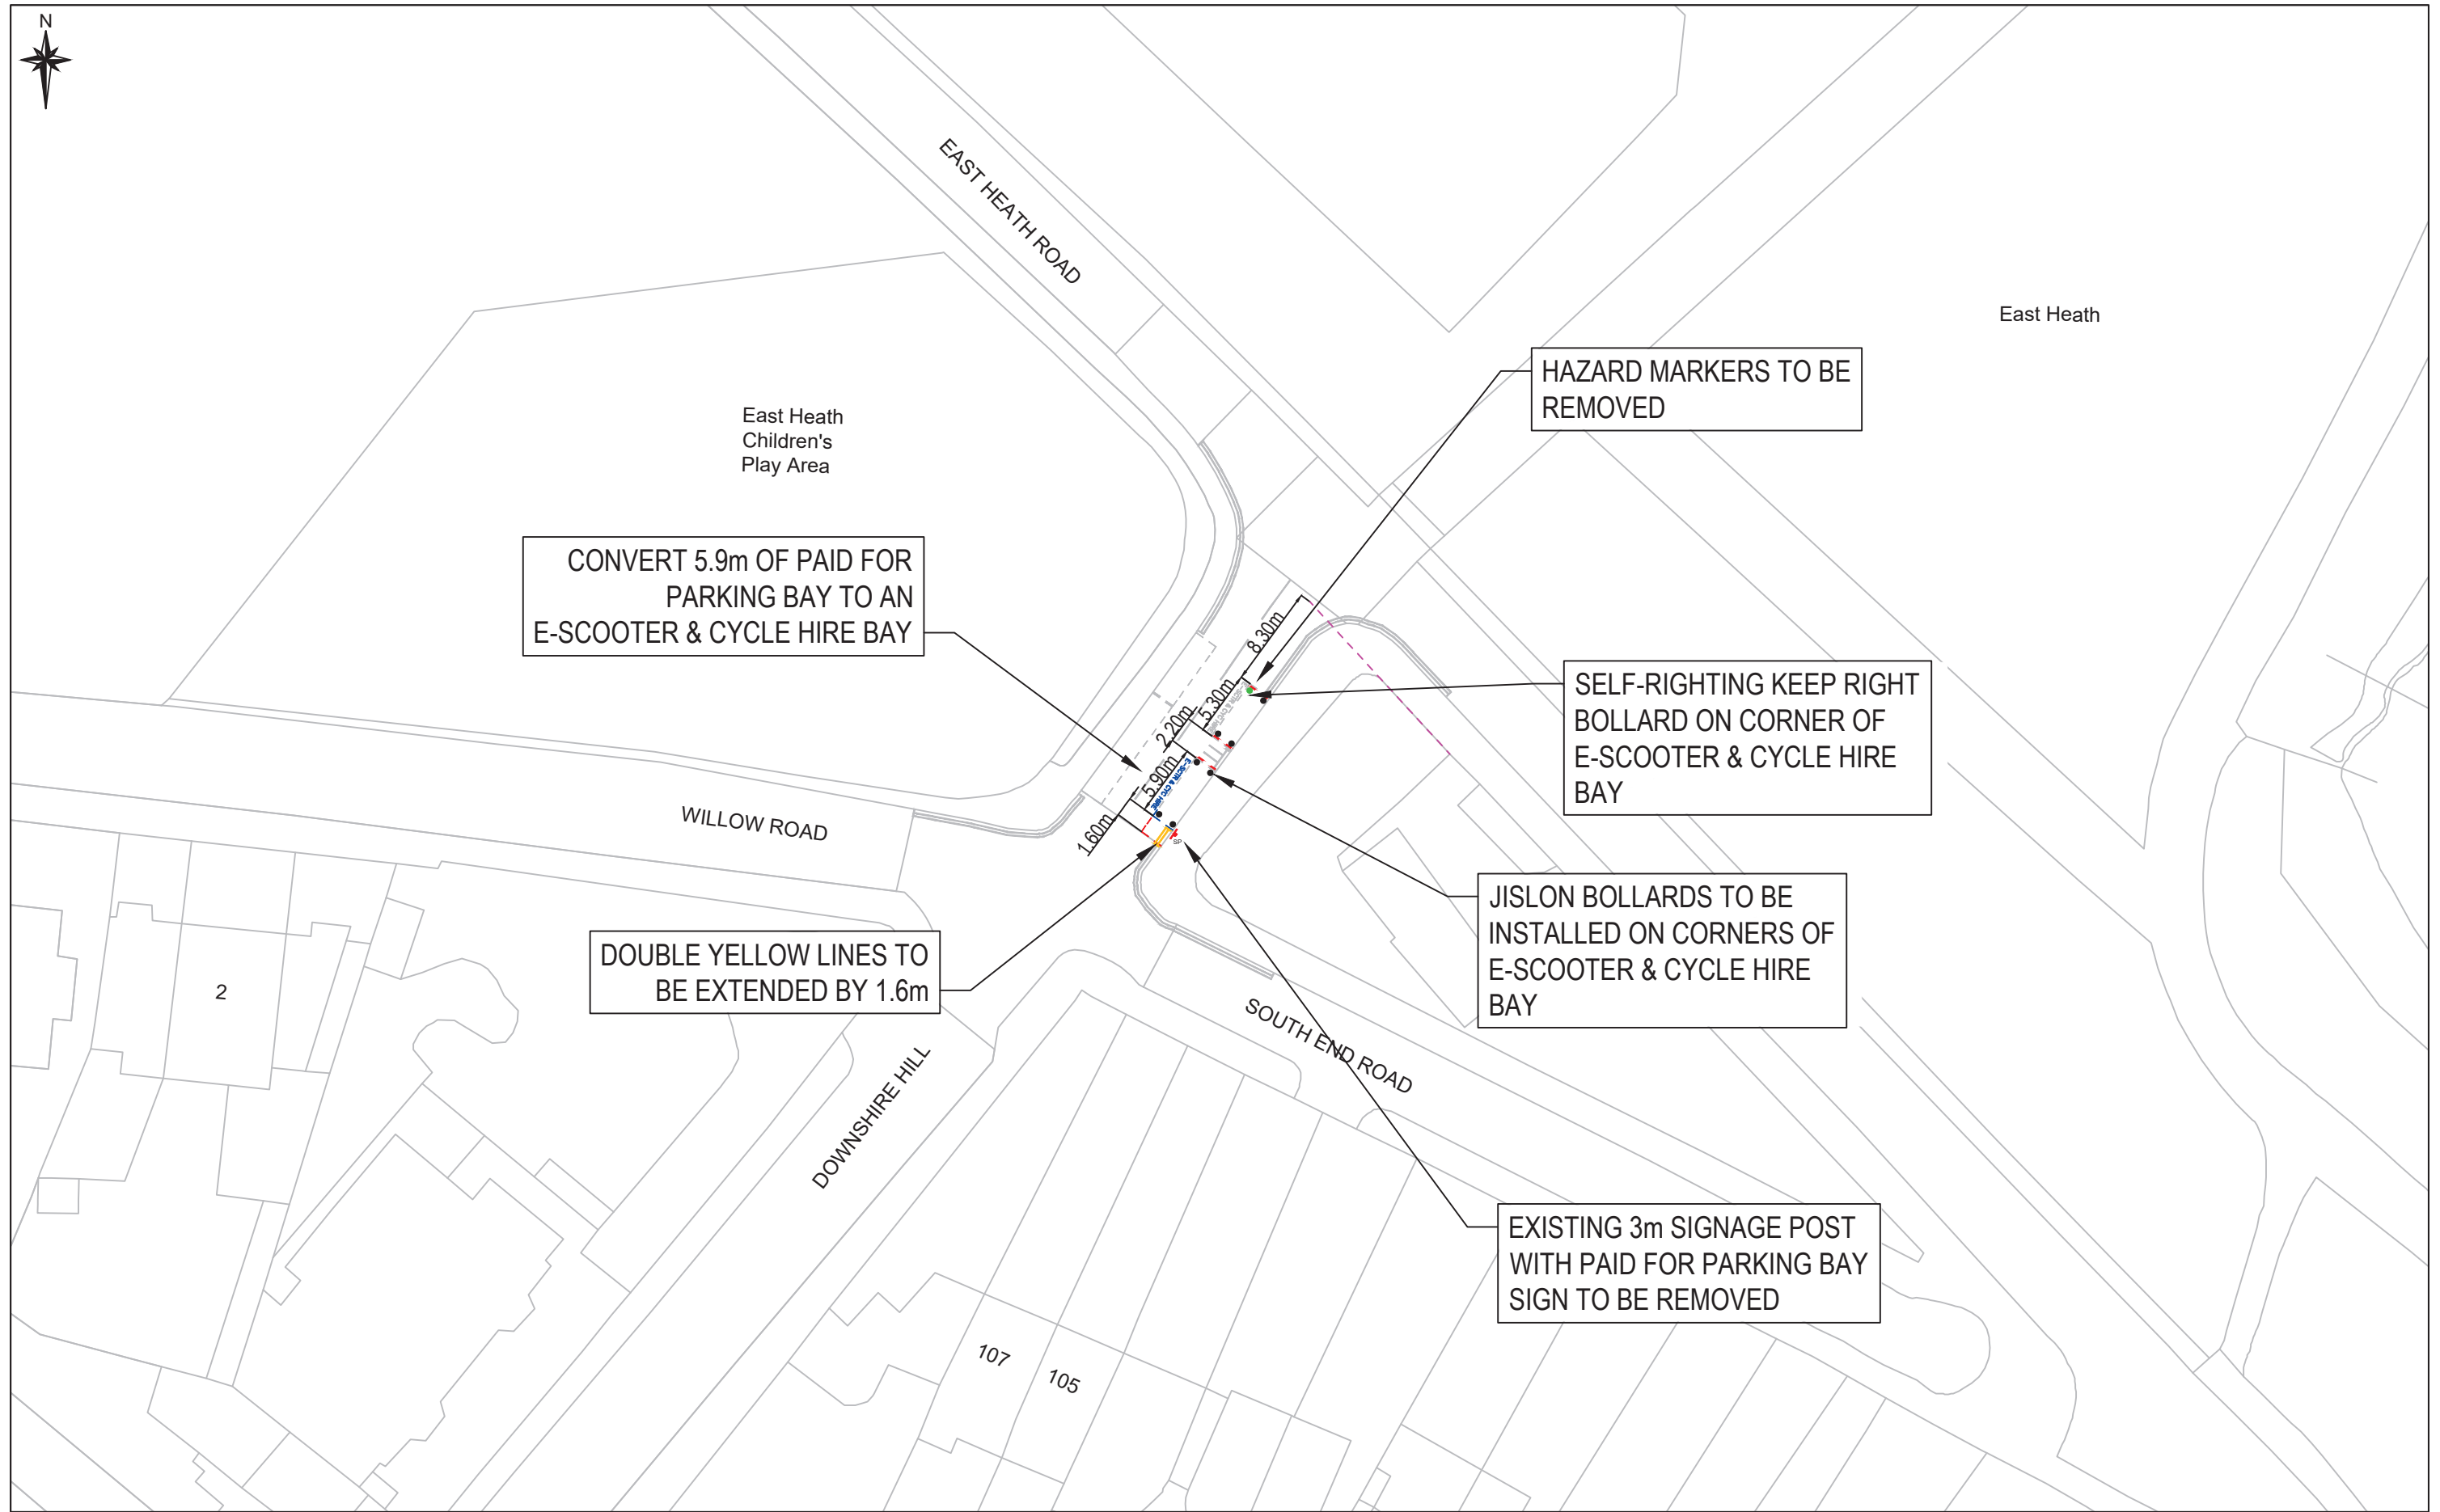 N
EAST HEATH ROAD
East Heath
HAZARD MARKERS TO BE
REMOVED
East Heath
Children's
Play Area
CONVERT 5.9m OF PAID FOR
PARKING BAY TO AN
E-SCOOTER & CYCLE HIRE BAY
8.30m
5.30m
2.20m
5.90m
1.60m
E-SCTR & CYC HIRE
SP
SELF-RIGHTING KEEP RIGHT
BOLLARD ON CORNER OF
E-SCOOTER & CYCLE HIRE
BAY
WILLOW ROAD
JISLON BOLLARDS TO BE
INSTALLED ON CORNERS OF
E-SCOOTER & CYCLE HIRE
BAY
DOUBLE YELLOW LINES TO
BE EXTENDED BY 1.6m
2
SOUTH END ROAD
DOWNSHIRE HILL
EXISTING 3m SIGNAGE POST
WITH PAID FOR PARKING BAY
SIGN TO BE REMOVED
107
105